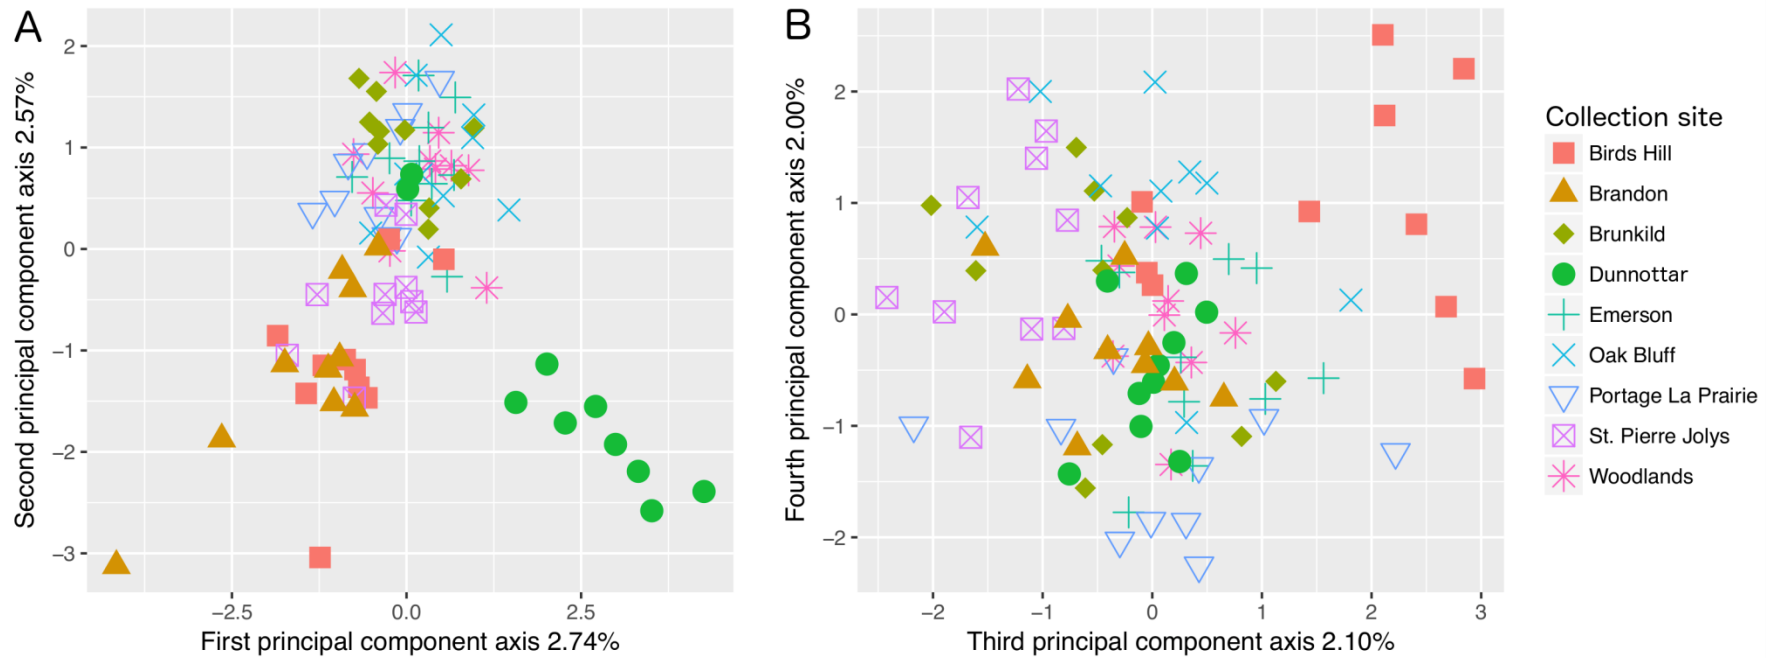 A
B
Second principal component axis 2.57%
2
1
0
−1
−2
−3
−2.5
0.0
2.5
First principal component axis 2.74%
Fourth principal component axis 2.00%
2
1
0
−1
−2
−2
−1
0
1
2
3
Third principal component axis 2.10%
Collection site
Birds Hill
Brandon
Brunkild
Dunnottar
Emerson
Oak Bluff
Portage La Prairie
St. Pierre Jolys
Woodlands